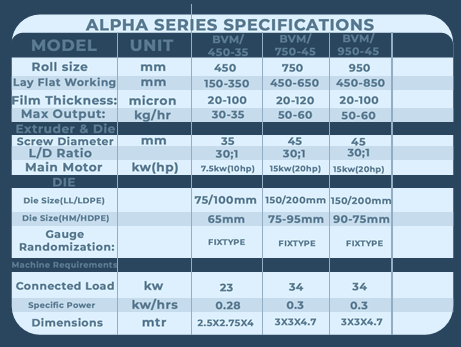 ALPHA SERIES SPECIFICATIONS
MODEL UNIT BVM/ 450-35 BVM/ 750-45 BVM/ 950-45
Roll size mm 450 750 950
Lay Flat Working mm 150-350 450-650 450-850
Film Thickness: micron 20-100 20-120 20-100
Max Output: kg/hr 30-35 50-60 50-60
Extruder & Die
Screw Diameter mm 35 45 45
L/D Ratio 30;1 30;1 30;1
Main Motor kw(hp) 7.5kw(10hp) 15kw(20hp) 15kw(20hp)
DIE
Die Size(LL/LDPE) 75/100mm 150/200mm 150/200mm
Die Size(HM/HDPE) 65mm 75-95mm 90-75mm
Gauge
Randomization: FIXTYPE FIXTYPE FIXTYPE
Machine Requirements
Connected Load kw 23 34 34
Specific Power kw/hrs 0.28 0.3 0.3
Dimensions mtr 2.5X2.75X4 3X3X4.7 3X3X4.7